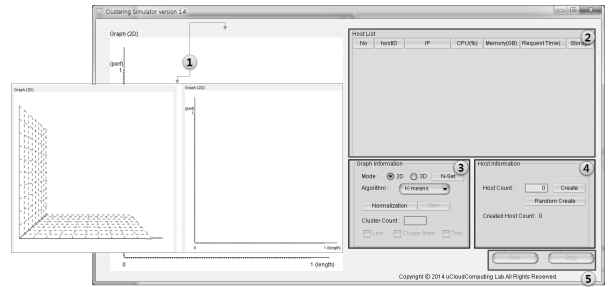 Clustering Simulator version 1.4
Graph (2D)
(perf)
1
0
1 (length)
1
Graph (3D)
Graph (2D)
(perf)
1
0
1 (length)
Host List
2
No hostID IP CPU(%) Memory(GB) Request Time(... Storage
Graph Information
3
Mode : 2D 3D N-Set
Algorithm : K-means
Normalization View
Cluster Count :
Line Cluster Mark Text
Host Information
4
Host Count : 0 Create
Random Create
Created Host Count : 0
Run Stop
5
Copyright © 2014 uCloudComputing Lab.All Rights Reserved.